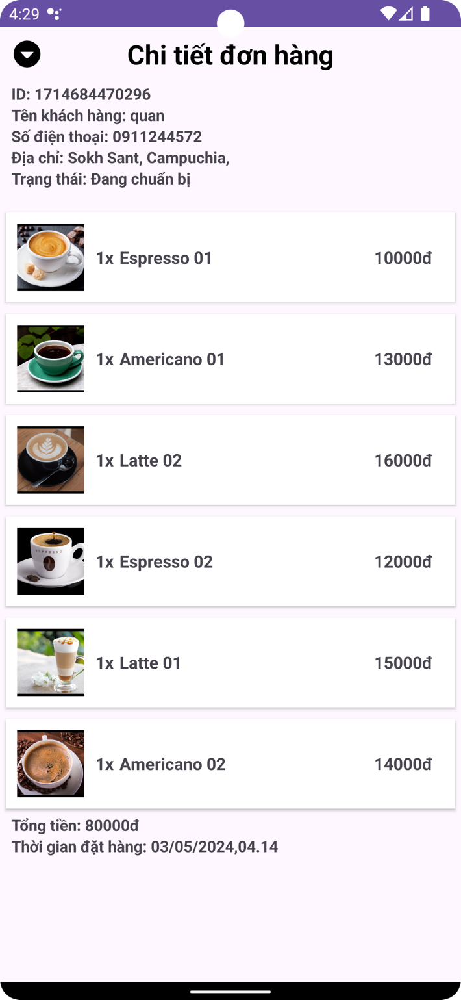 4:29
Chi tiết đơn hàng
ID: 1714684470296
Tên khách hàng: quan
Số điện thoại: 0911244572
Địa chỉ: Sokh Sant, Campuchia,
Trạng thái: Đang chuẩn bị
1x Espresso 01 10000đ
1x Americano 01 13000đ
1x Latte 02 16000đ
ESPRESSO
1x Espresso 02 12000đ
1x Latte 01 15000đ
1x Americano 02 14000đ
Tổng tiền: 80000đ
Thời gian đặt hàng: 03/05/2024,04.14